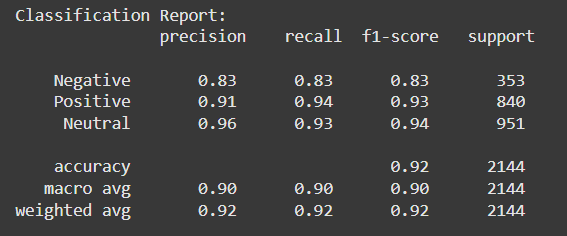 Classification Report:
precision recall f1-score support
Negative 0.83 0.83 0.83 353
Positive 0.91 0.94 0.93 840
Neutral 0.96 0.93 0.94 951
accuracy 0.92 2144
macro avg 0.90 0.90 0.90 2144
weighted avg 0.92 0.92 0.92 2144